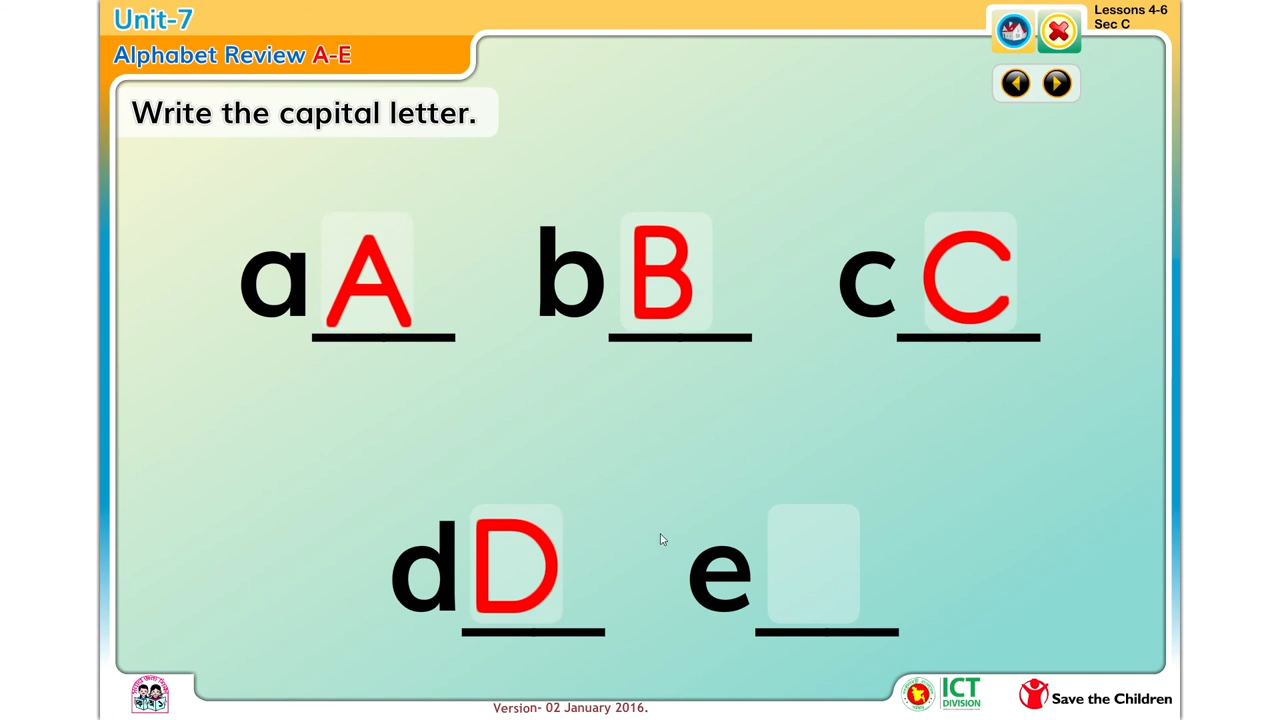 Unit-7
Alphabet Review A-E
Lessons 4-6
Sec C
Write the capital letter.
a A b B c C
d D e
Version- 02 January 2016.
ICT
DIVISION
Save the Children